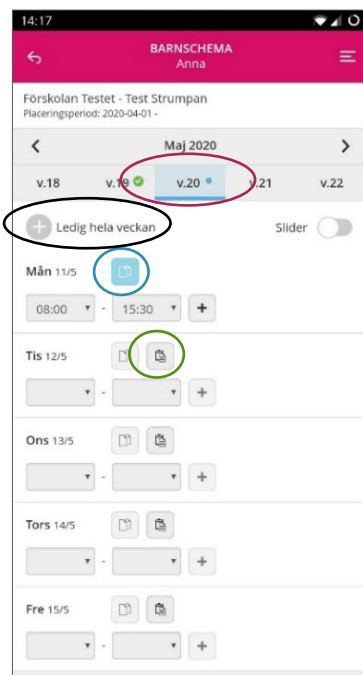 14:17
BARNSCHEMA
Anna
Förskolan Testet - Test Strumpan
Placeringsperiod: 2020-04-01 -
Maj 2020
v.18 v.19 v.20 v.21 v.22
Ledig hela veckan Slider
Mån 11/5
08:00 - 15:30 +
Tis 12/5
- +
Ons 13/5
- +
Tors 14/5
- +
Fre 15/5
- +